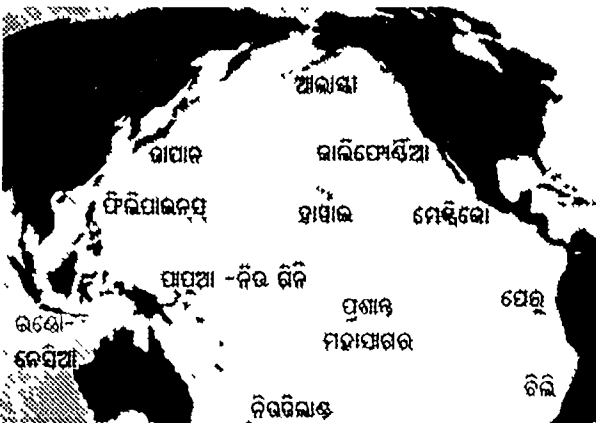 ଆଲାସ୍କା
ଜାପାନ
କାଲିଫୋର୍ଣ୍ଣିଆ
ଫିଲିପାଇନସ୍
ହାୱାଇ
ମେକ୍ସିକୋ
ପାପୁଆ -ନିଉ ଗିନି
ପେରୁ
ପ୍ରଶାନ୍ତ
ମହାସାଗର
ଇଣ୍ଡୋ-
ନେସିଆ
ଚିଲି
ନିଉଜିଲାଣ୍ଡ